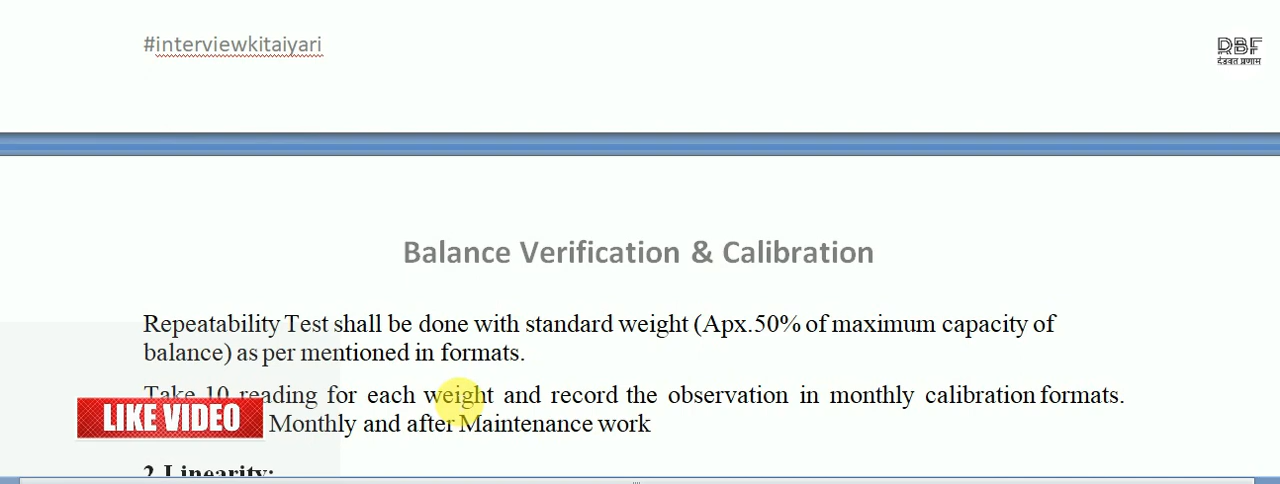 #interviewkitaiyari
DBF
दंडवत प्रणाम
Balance Verification & Calibration
Repeatability Test shall be done with standard weight (Apx.50% of maximum capacity of
balance) as per mentioned in formats.
Take 10 reading for each weight and record the observation in monthly calibration formats.
LIKE VIDEO
Monthly and after Maintenance work
2 Linearity: